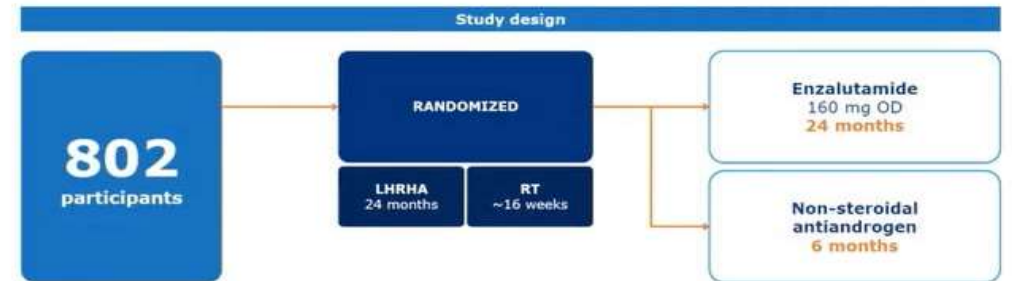 Study design
802
participants
RANDOMIZED
LHRHA
24 months
RT
~16 weeks
Enzalutamide
160 mg OD
24 months
Non-steroidal
antiandrogen
6 months